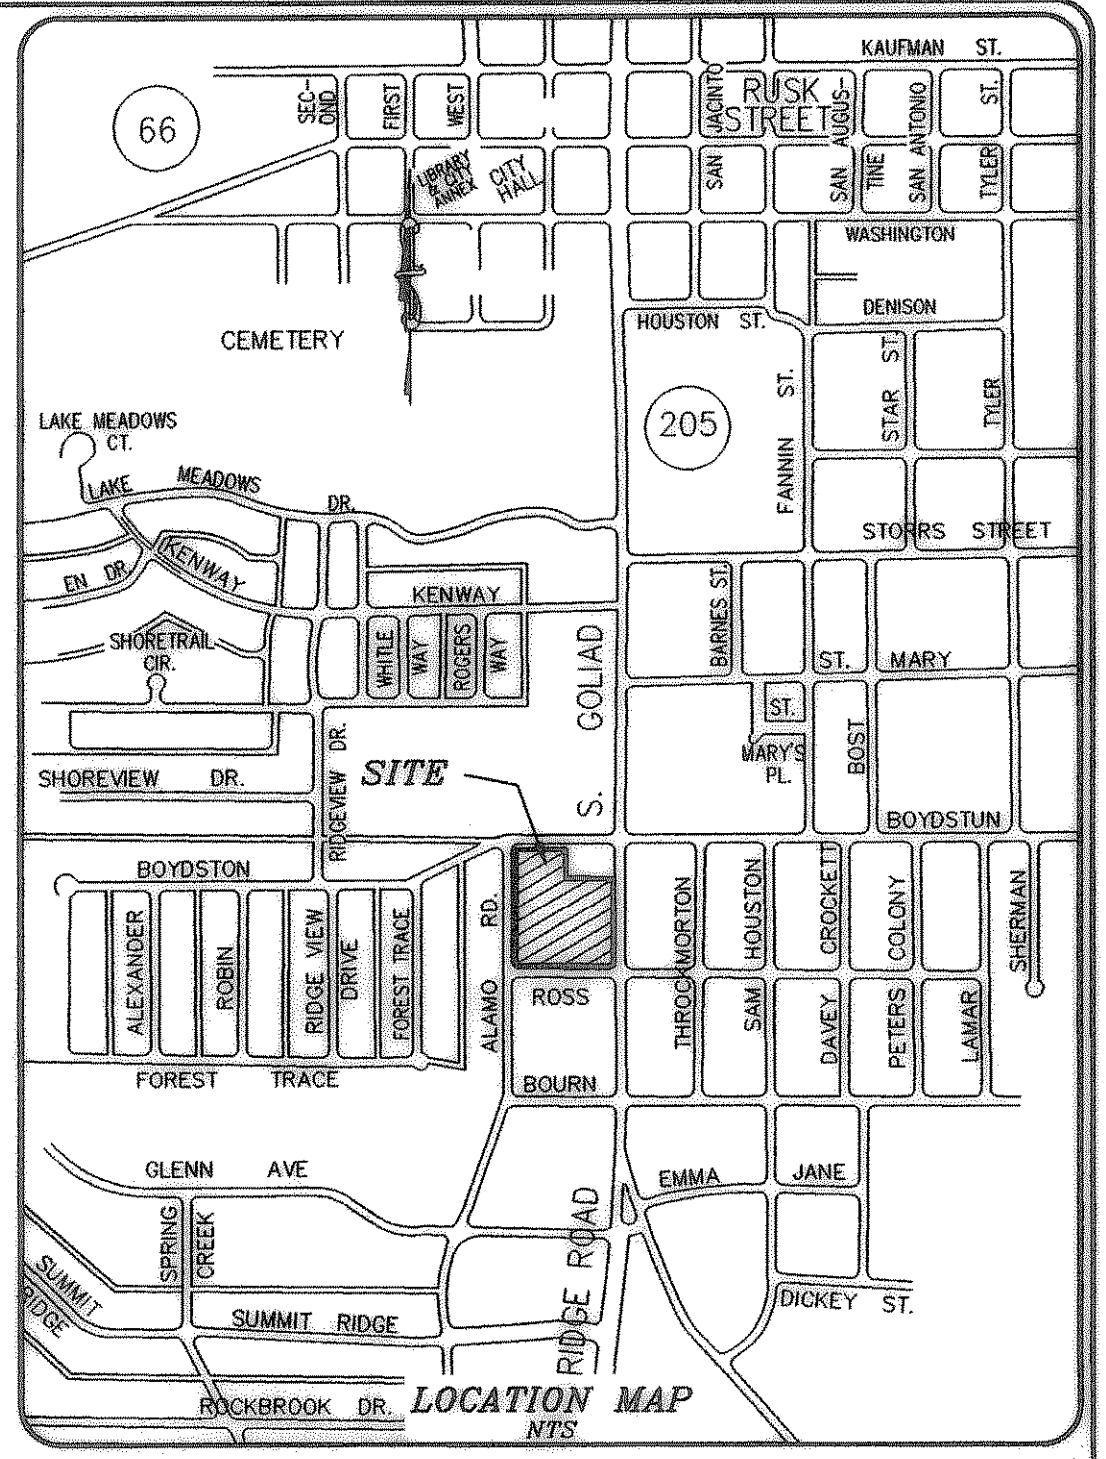 KAUFMAN ST.
66
SEC-
OND
FIRST
WEST
SAN JACINTO
RUSK
STREET
SAN AUGUS-
TINE
SAN ANTONIO
TYLER ST.
LIBRARY
& CITY
ANNEX
CITY
HALL
WASHINGTON
DENISON
HOUSTON ST.
CEMETERY
205
FANNIN ST.
STAR ST.
TYLER
LAKE MEADOWS
CT.
LAKE MEADOWS DR.
STORRS STREET
EN DR.
KENWAY
KENWAY
BARNES ST.
SHORETRAIL
CIR.
WHITLE
WAY
ROGERS
WAY
S. GOLIAD
ST. MARY
ST.
MARY'S
PL.
BOST
SHOREVIEW DR.
RIDGEVIEW DR.
SITE
BOYDSTUN
BOYDSTON
ALEXANDER
ROBIN
RIDGE VIEW
DRIVE
FOREST TRACE
ALAMO RD.
ROSS
THROCKMORTON
SAM HOUSTON
DAVEY CROCKETT
PETERS COLONY
LAMAR
SHERMAN
FOREST TRACE
BOURN
GLENN AVE
EMMA JANE
SPRING
CREEK
RIDGE ROAD
SUMMIT
RIDGE
SUMMIT RIDGE
DICKEY ST.
ROCKBROOK DR.
LOCATION MAP
NTS